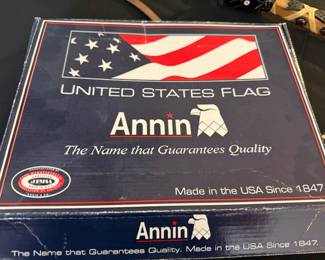 UNITED STATES FLAG
Annin
The Name that Guarantees Quality
Made in the USA Since 1847
Annin
The Name that Guarantees Quality. Made in the USA Since 1847.